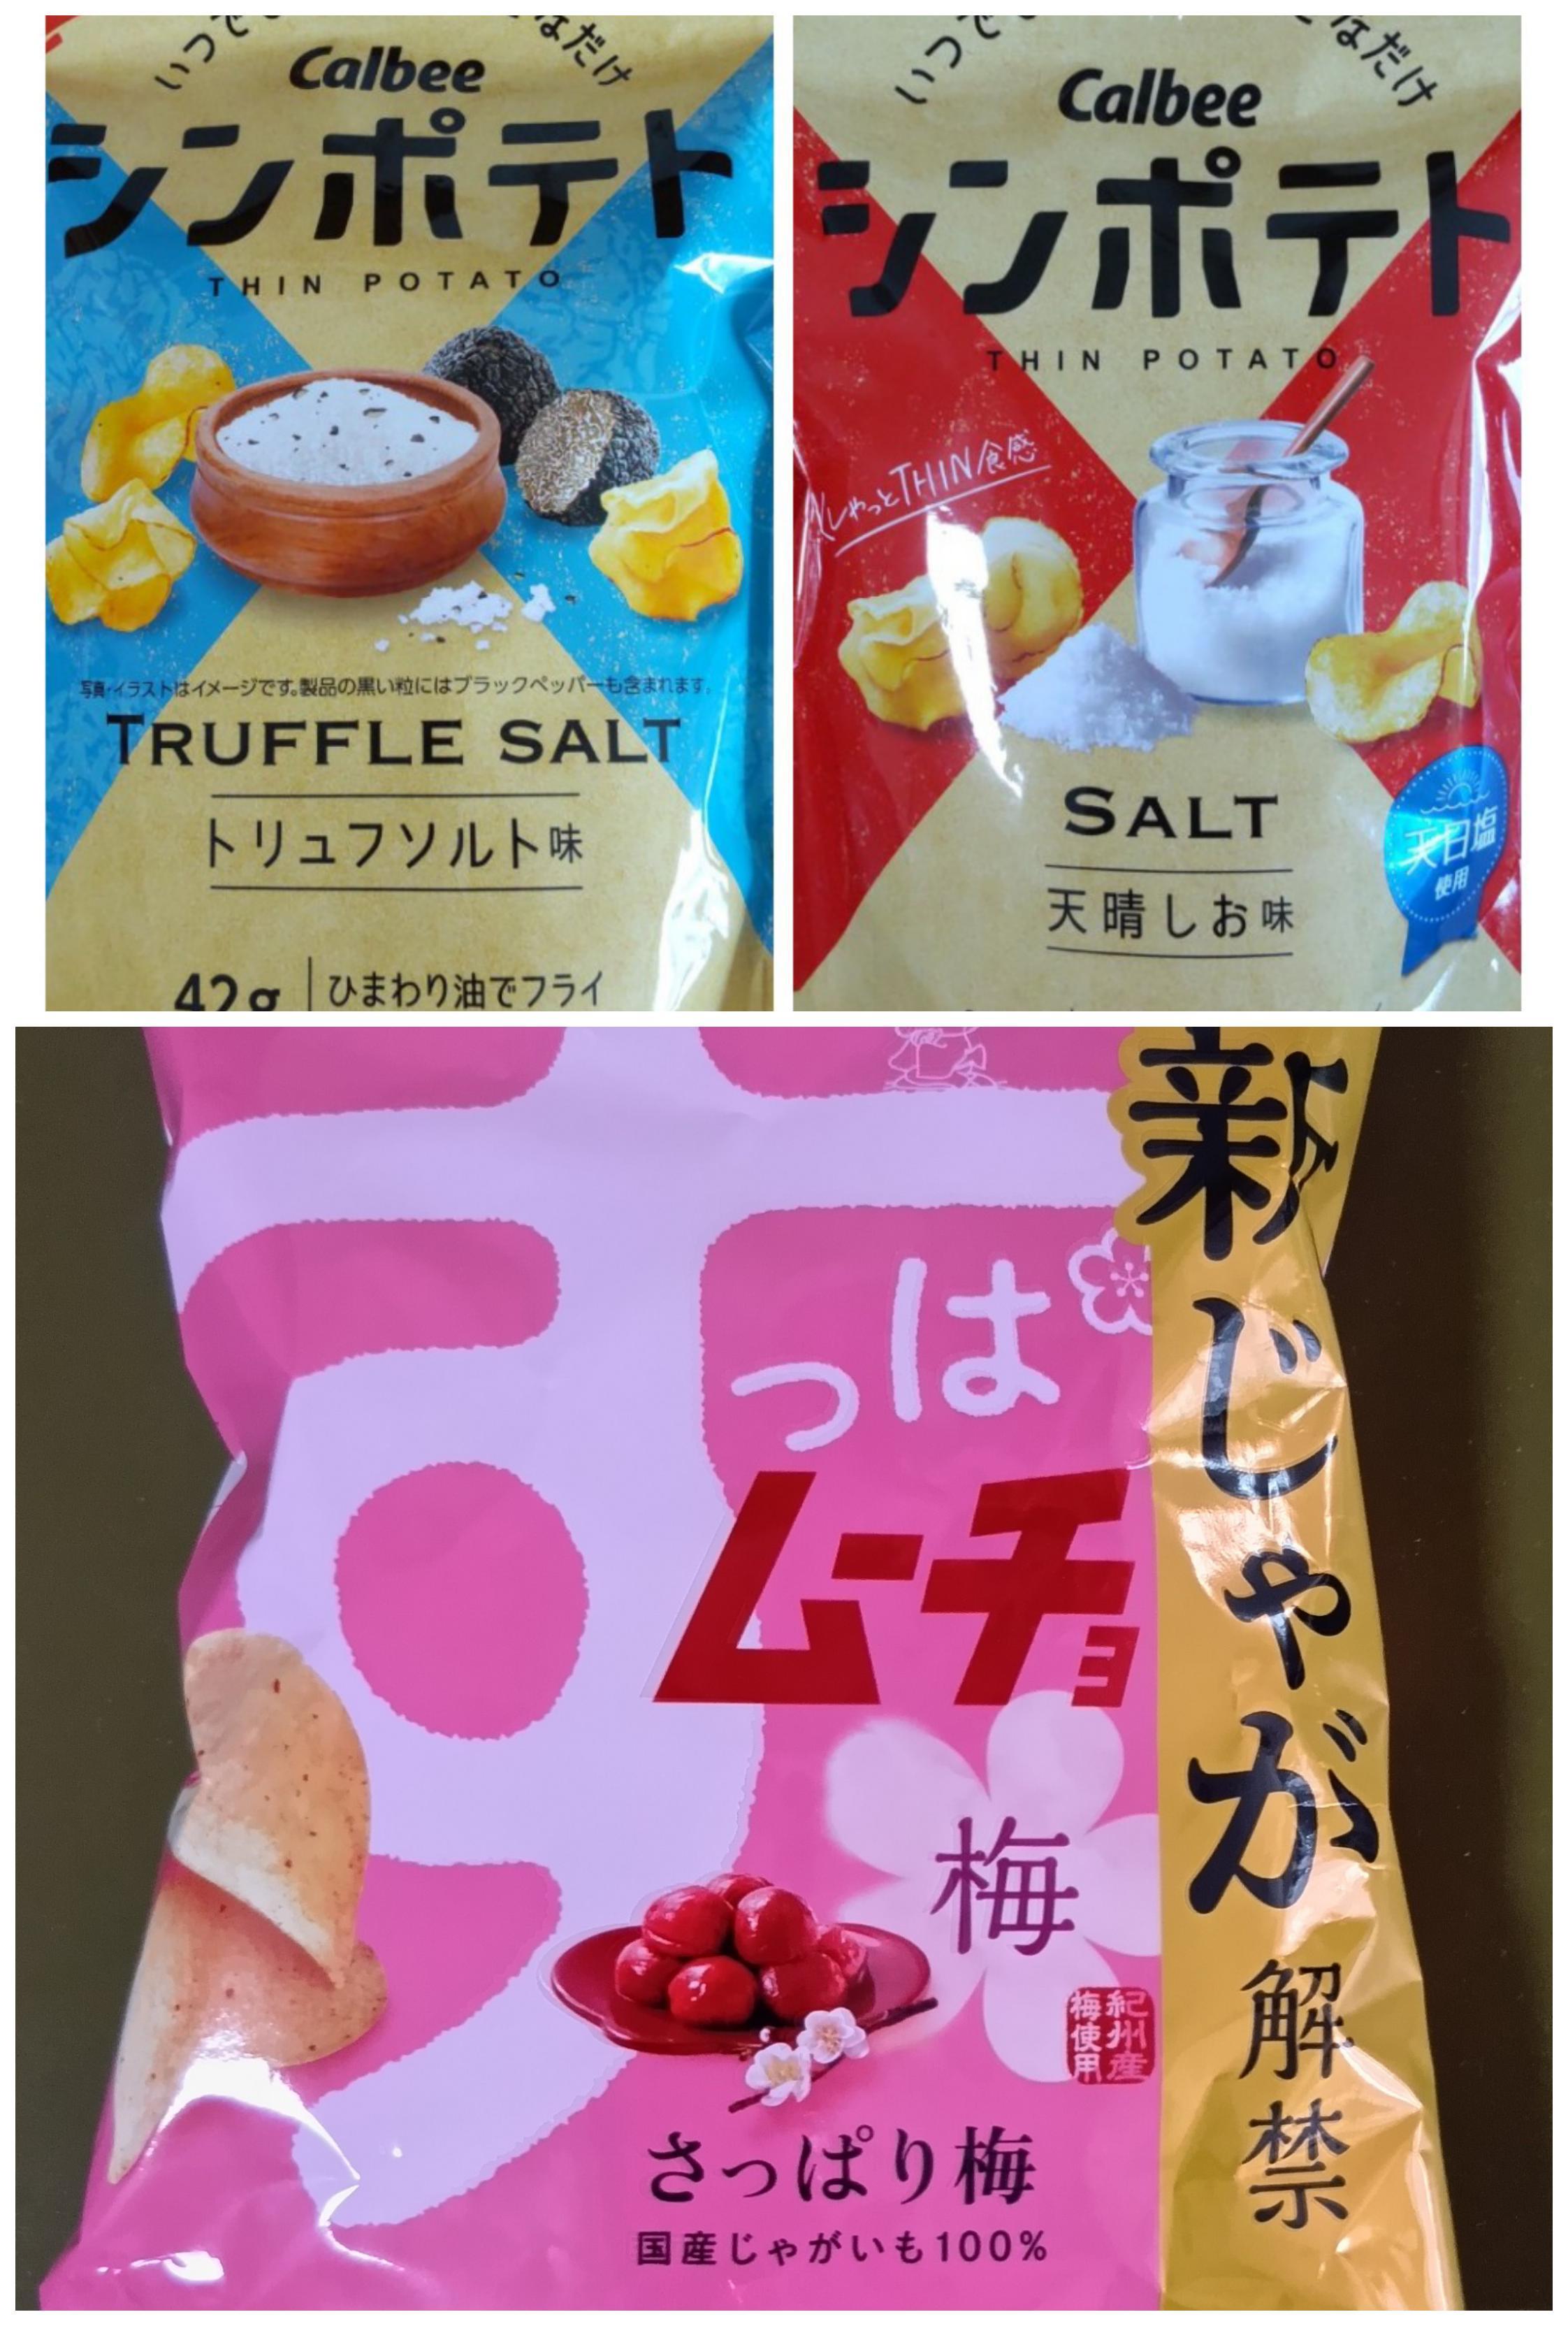 Calbee
シンポテト
THIN POTATO
写真・イラストはイメージです。製品の黒い粒にはブラックペッパーも含まれます。
TRUFFLE SALT
トリュフソルト味
42g
ひまわり油でフライ
Calbee
シンポテト
THIN POTATO
しゃっとTHIN食感
SALT
天晴しお味
天日塩
使用
す
っぱ
ムーチョ
梅
紀州産
梅使用
さっぱり梅
国産じゃがいも100%
新じゃが解禁